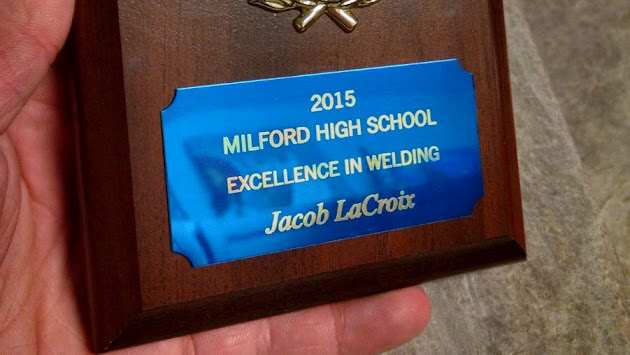 2015
MILFORD HIGH SCHOOL
EXCELLENCE IN WELDING
Jacob LaCroix